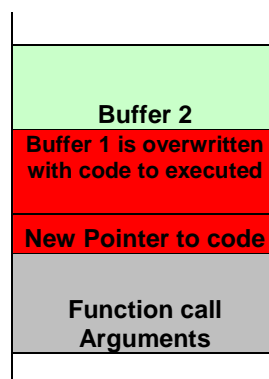 Buffer 2
Buffer 1 is overwritten
with code to executed
New Pointer to code
Function call
Arguments